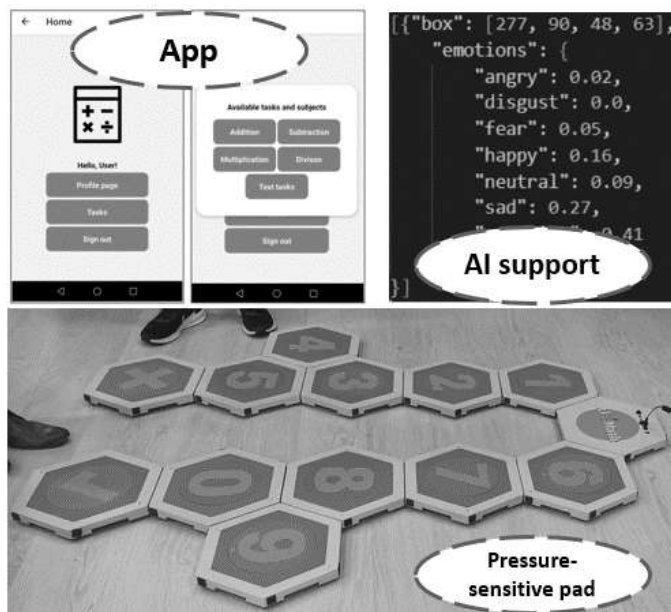 Home
App
Hello, User!
Profile page
Tasks
Sign out
Available tasks and subjects
Addition Subtraction
Multiplication Divison
Test tasks
Sign out
[{"box": [277, 90, 48, 63],
"emotions": {
"angry": 0.02,
"disgust": 0.0,
"fear": 0.05,
"happy": 0.16,
"neutral": 0.09,
"sad": 0.27,
0.41
}]
AI support
4
5 3 2 1
0 8 7 6
9
Pressure-
sensitive pad